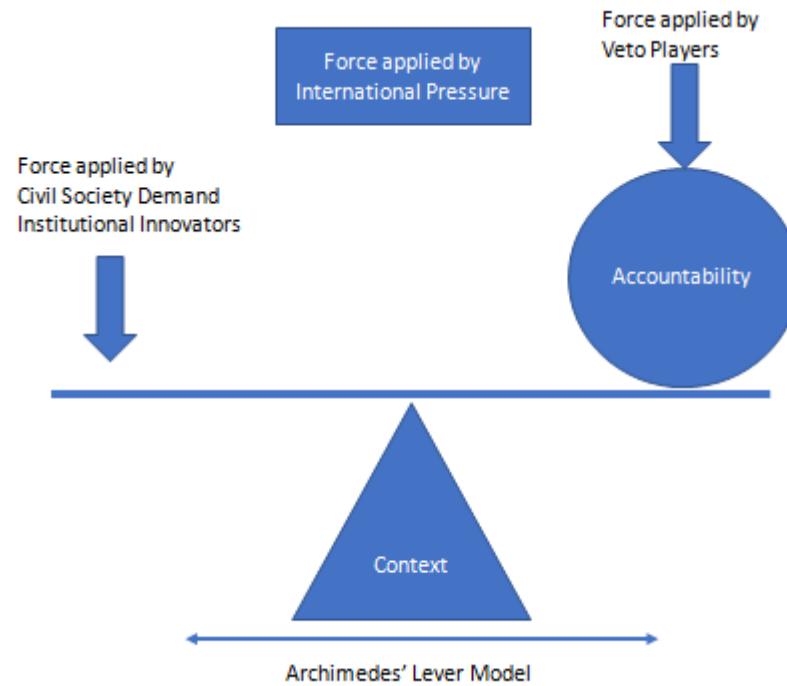 Force applied by
Veto Players
Force applied by
International Pressure
Force applied by
Civil Society Demand
Institutional Innovators
Accountability
Context
Archimedes' Lever Model